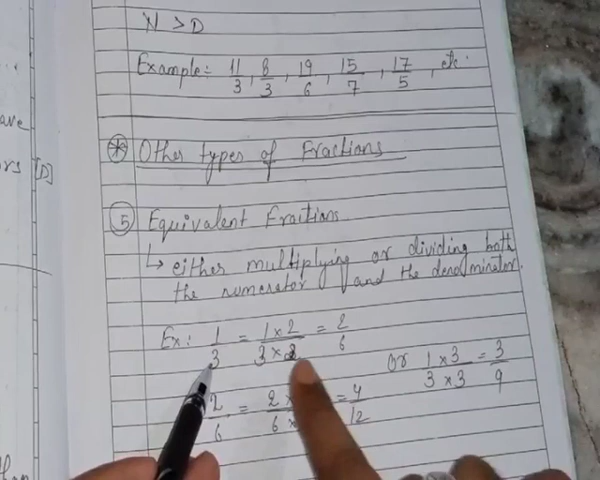 N > D
Example:- 11/3, 8/3, 19/6, 15/7, 17/5, etc.
* Other types of Fractions
5 Equivalent Fractions
↳ either multiplying or dividing both
the numerator and the denominator.
Ex: 1/3 = 1×2/3×2 = 2/6
Or 1×3/3×3 = 3/9
2/6 = 2×/6× = 4/12